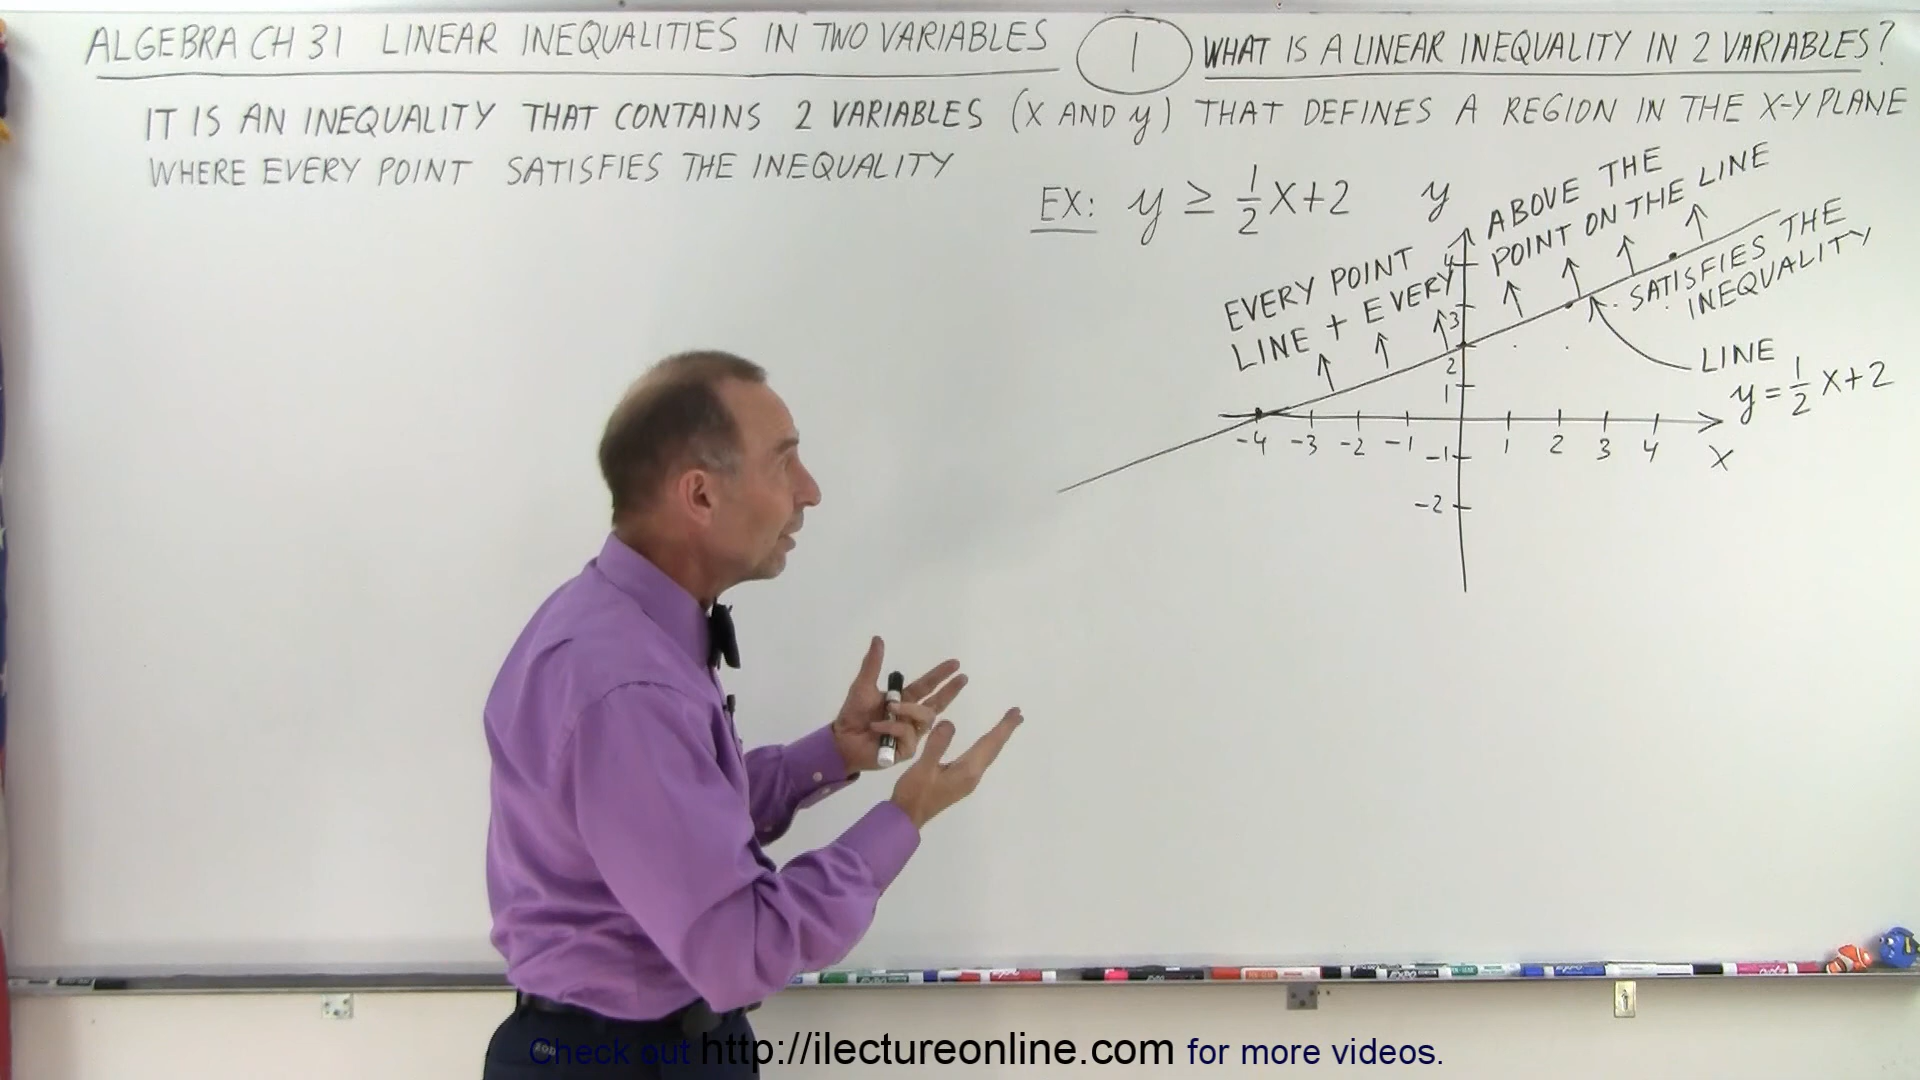 ALGEBRA CH 31 LINEAR INEQUALITIES IN TWO VARIABLES 1 WHAT IS A LINEAR INEQUALITY IN 2 VARIABLES?
IT IS AN INEQUALITY THAT CONTAINS 2 VARIABLES (X AND y) THAT DEFINES A REGION IN THE X-Y PLANE
WHERE EVERY POINT SATISFIES THE INEQUALITY
EX: y ≥ 1/2 X+2
y
EVERY POINT ABOVE THE
LINE + EVERY POINT ON THE LINE
SATISFIES THE
INEQUALITY
4
3
2
1
LINE
y = 1/2 X+2
-4 -3 -2 -1 1 2 3 4
X
-1
-2
Check out http://ilectureonline.com for more videos.